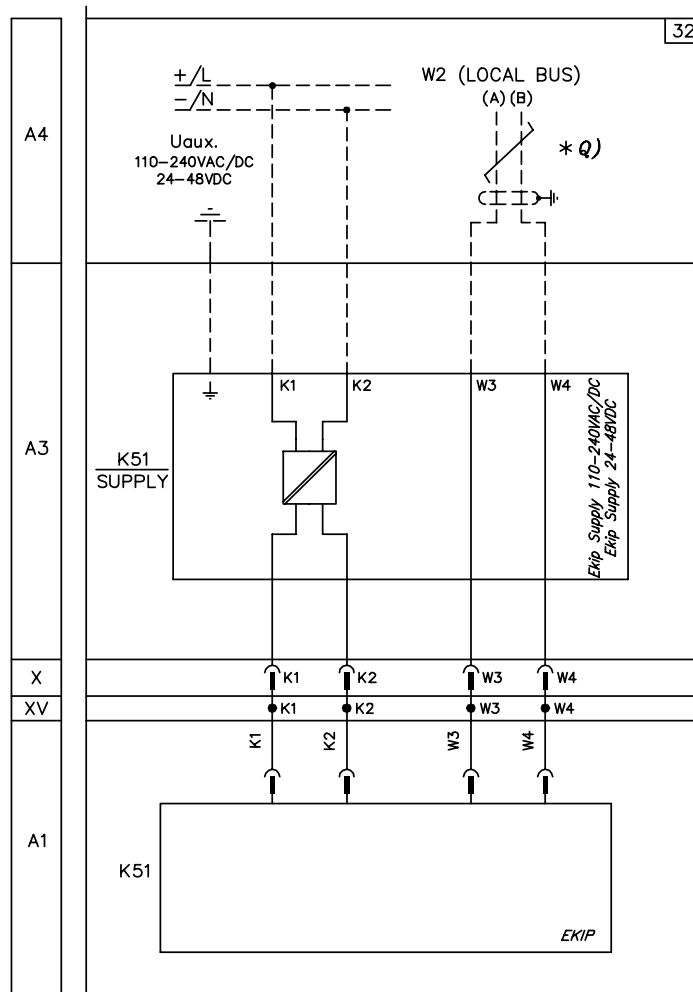 32
A4
+/L
-/N
W2 (LOCAL BUS)
(A) (B)
* Q)
Uaux.
110-240VAC/DC
24-48VDC
A3
K1
K2
W3
W4
K51
SUPPLY
Ekip Supply 110-240VAC/DC
Ekip Supply 24-48VDC
X
K1
K2
W3
W4
XV
K1
K2
W3
W4
K1
K2
W3
W4
A1
K51
EKIP